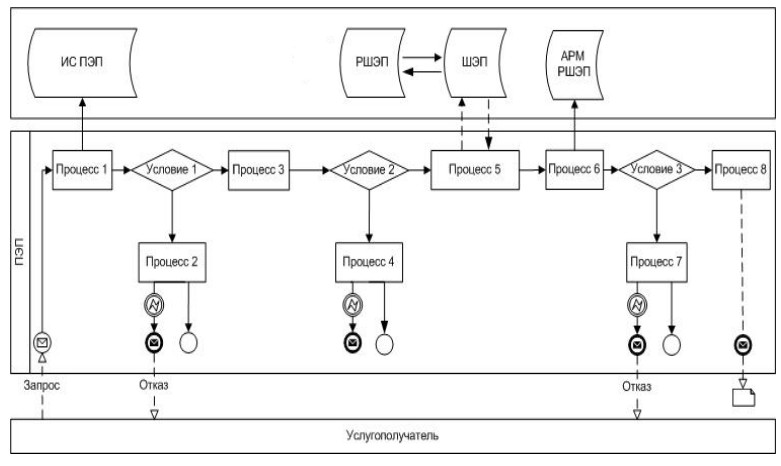 ИС ПЭП
РШЭП
ШЭП
АРМ
РШЭП
ПЭП
Процесс 1
Условие 1
Процесс 3
Условие 2
Процесс 5
Процесс 6
Условие 3
Процесс 8
Процесс 2
Процесс 4
Процесс 7
Запрос
Отказ
Отказ
Услугополучатель